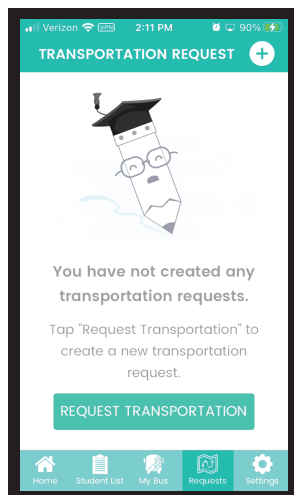 Verizon VPN 2:11 PM 90%
TRANSPORTATION REQUEST
You have not created any
transportation requests.
Tap "Request Transportation" to
create a new transportation
request.
REQUEST TRANSPORTATION
Home Student List My Bus Requests Settings